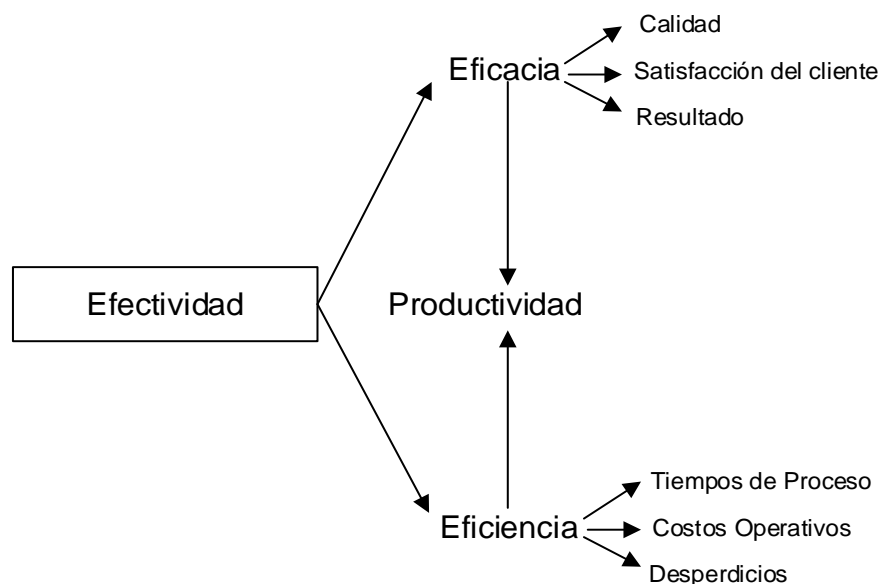 Calidad
Eficacia
Satisfacción del cliente
Resultado
Efectividad
Productividad
Tiempos de Proceso
Eficiencia
Costos Operativos
Desperdicios